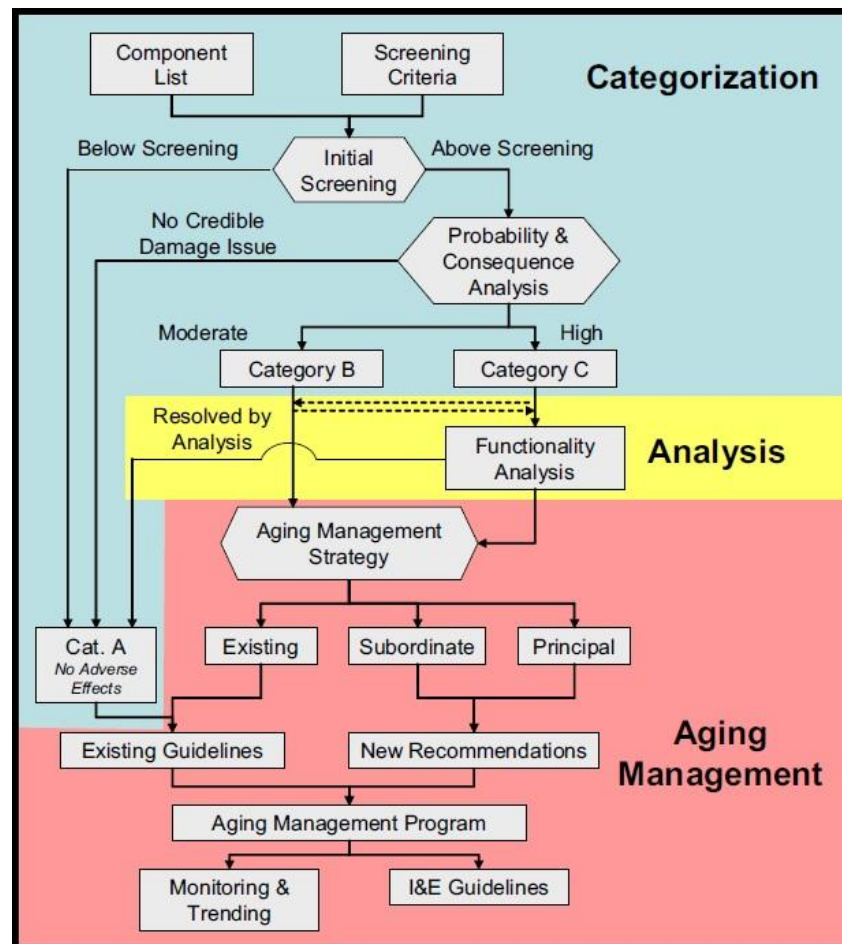 Component
List
Screening
Criteria
Categorization
Below Screening
Initial
Screening
Above Screening
No Credible
Damage Issue
Probability &
Consequence
Analysis
Moderate
High
Category B
Category C
Resolved by
Analysis
Functionality
Analysis
Analysis
Aging Management
Strategy
Cat. A
No Adverse
Effects
Existing
Subordinate
Principal
Existing Guidelines
New Recommendations
Aging
Management
Aging Management Program
Monitoring &
Trending
I&E Guidelines